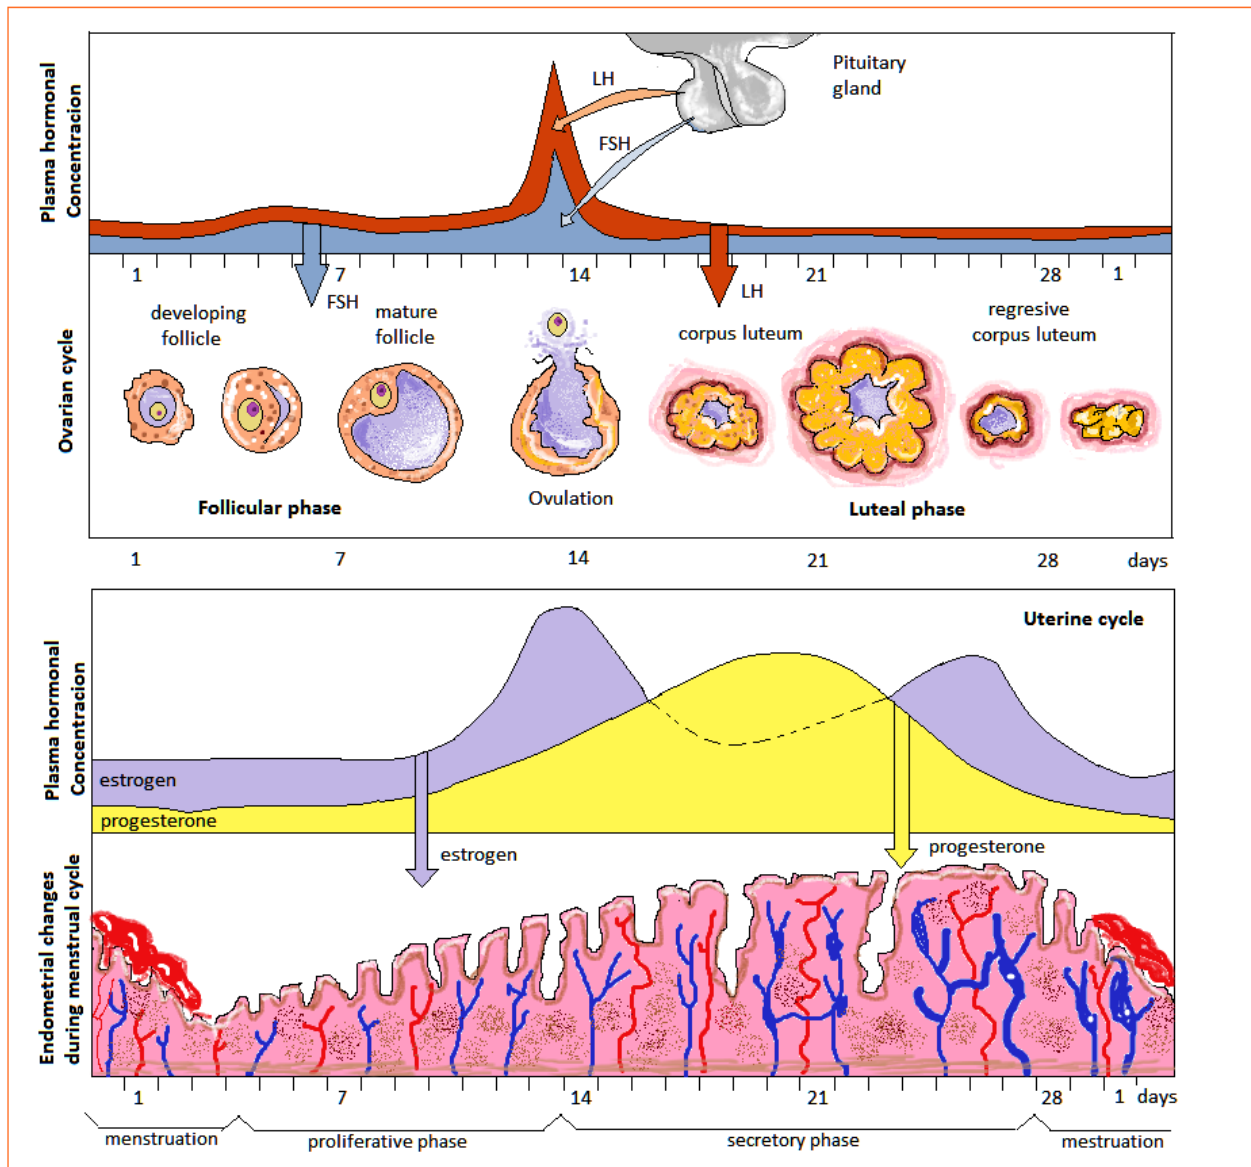 Plasma hormonal
Concentracion
LH
FSH
Pituitary
gland
1
7
14
21
28
1
FSH
LH
Ovarian cycle
developing
follicle
mature
follicle
corpus luteum
regresive
corpus luteum
Ovulation
Follicular phase
Luteal phase
1
7
14
21
28
days
Uterine cycle
Plasma hormonal
Concentracion
estrogen
progesterone
estrogen
progesterone
Endometrial changes
during menstrual cycle
1
7
14
21
28
1
days
menstruation
proliferative phase
secretory phase
mestruation